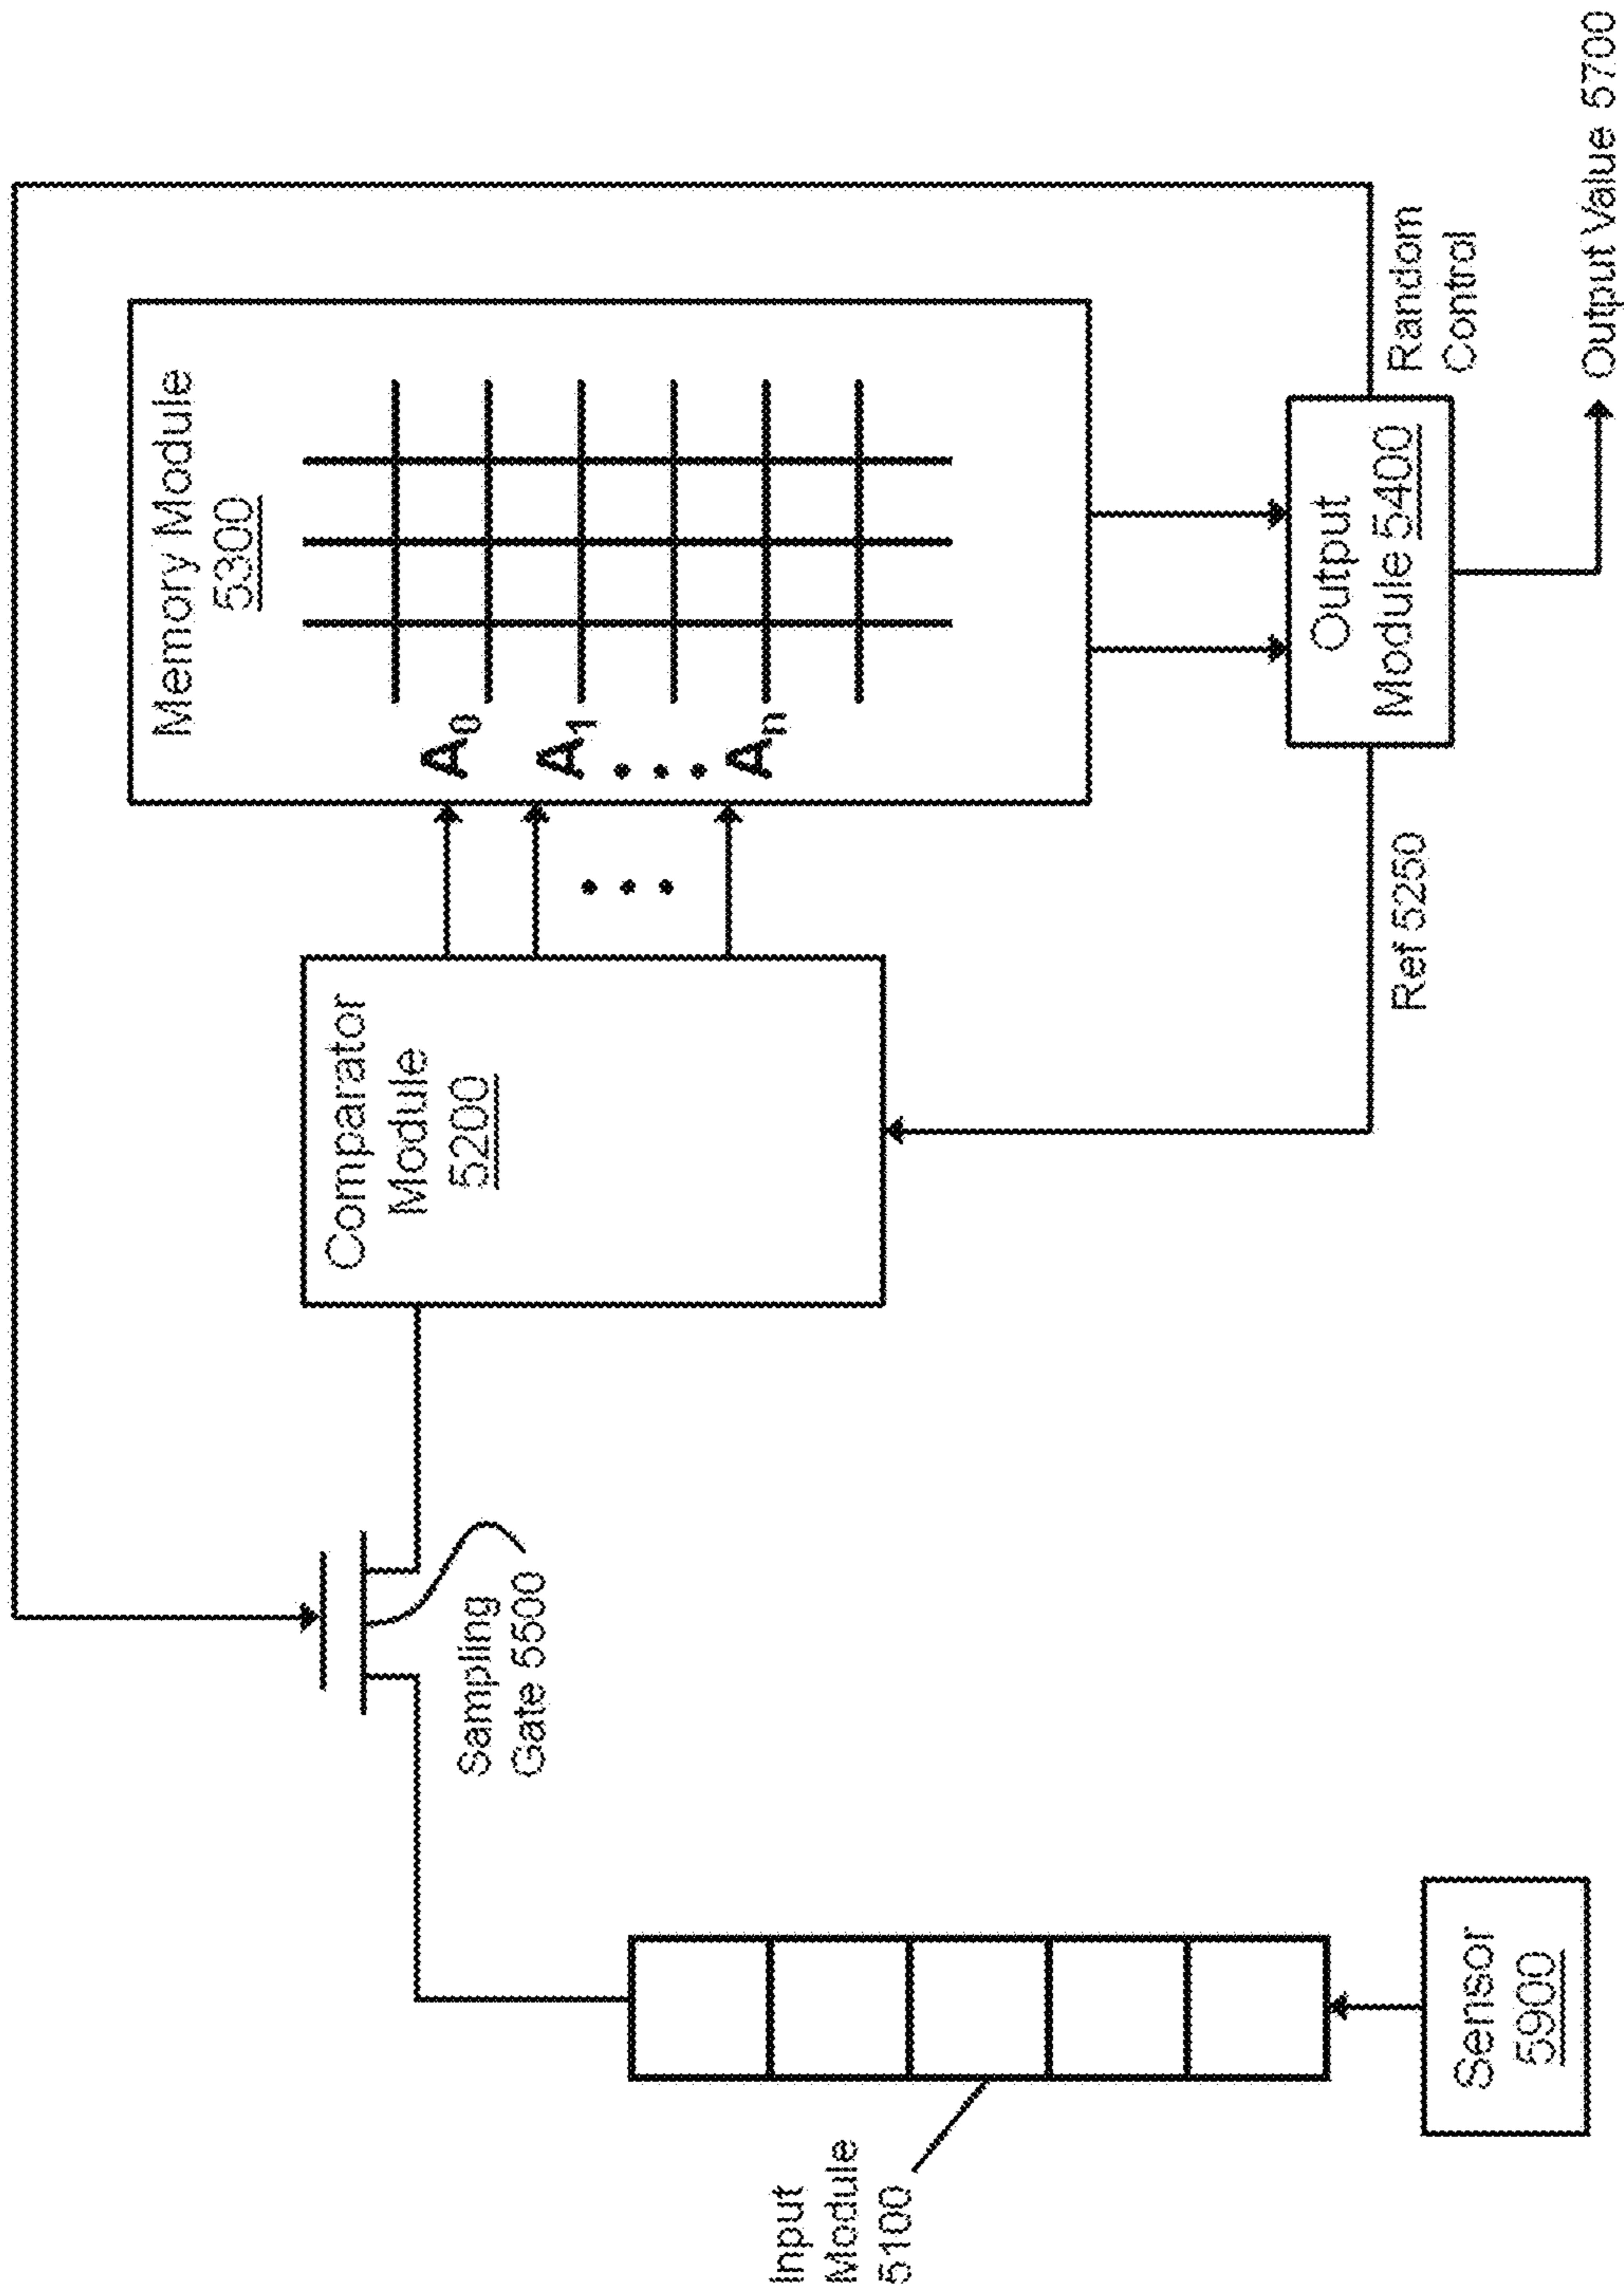 Memory Module
5300
A0
A1
An
Comparator
Module
5200
Sampling
Gate 5500
Input
Module
5100
Sensor
5900
Output
Module 5400
Random
Control
Ref 5250
Output Value 5700